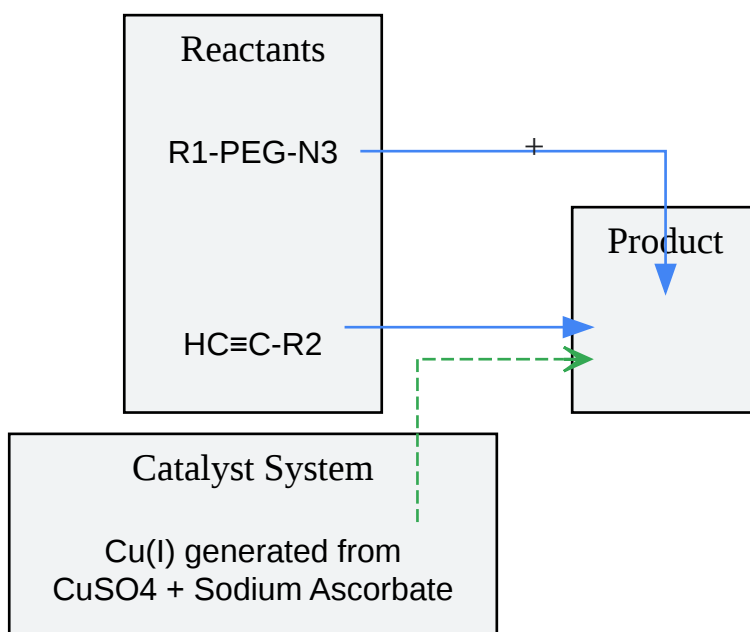 Reactants
R1-PEG-N3
+
Product
HC≡C-R2
Catalyst System
Cu(I) generated from
CuSO4 + Sodium Ascorbate